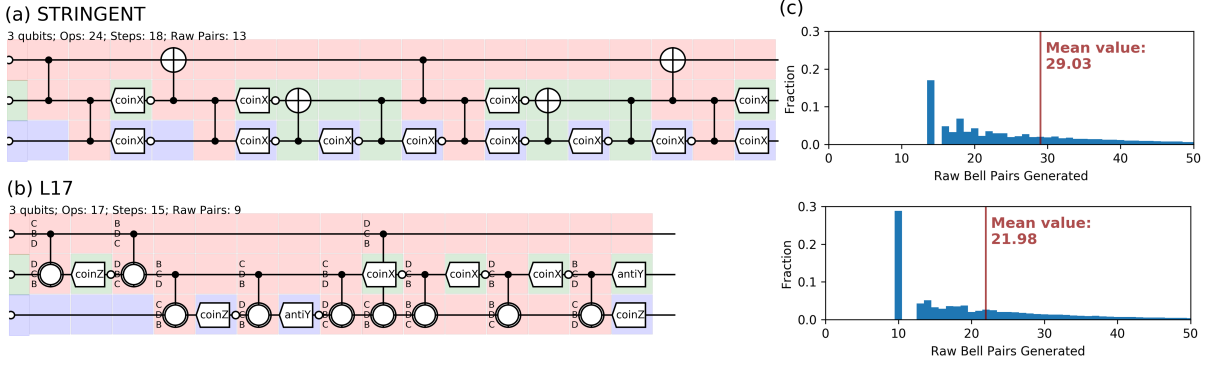 (a) STRINGENT
3 qubits; Ops: 24; Steps: 18; Raw Pairs: 13
coinX coinX coinX coinX
coinX coinX coinX coinX coinX coinX coinX coinX
(b) L17
3 qubits; Ops: 17; Steps: 15; Raw Pairs: 9
C B D
B D C
D C B
D C B
coinZ
B C D
C B D
C D B
coinX
coinX
coinX
B C D
antiY
coinZ
antiY
coinZ
(c)
0.3
0.2
0.1
0.0
Fraction
Mean value:
29.03
0 10 20 30 40 50
Raw Bell Pairs Generated
0.3
0.2
0.1
0.0
Fraction
Mean value:
21.98
0 10 20 30 40 50
Raw Bell Pairs Generated